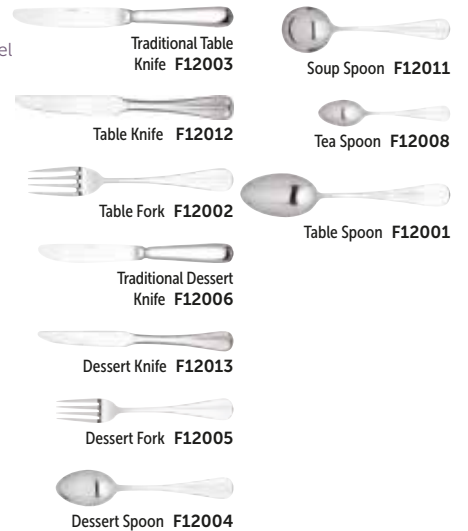 el
Traditional Table
Knife F12003
Table Knife F12012
Table Fork F12002
Traditional Dessert
Knife F12006
Dessert Knife F12013
Dessert Fork F12005
Dessert Spoon F12004
Soup Spoon F12011
Tea Spoon F12008
Table Spoon F12001